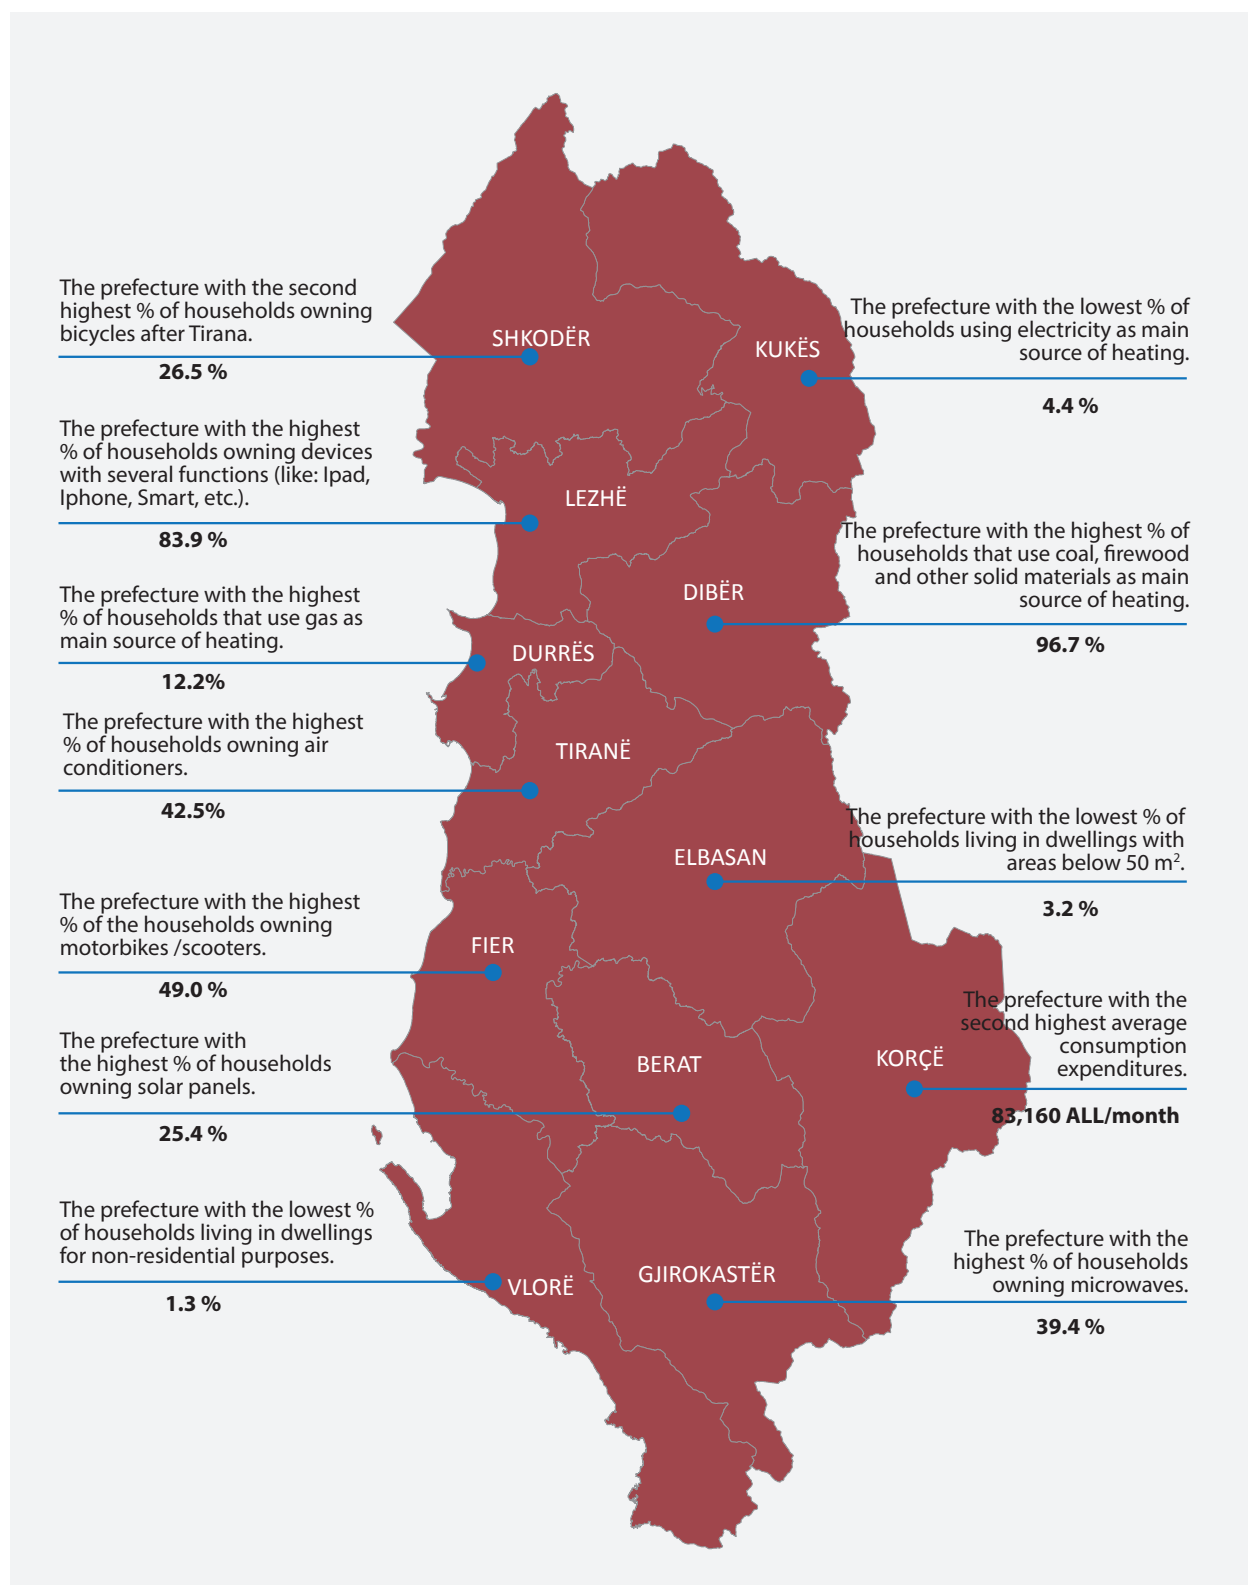 The prefecture with the second
highest % of households owning
bicycles after Tirana.
26.5 %
The prefecture with the highest
% of households owning devices
with several functions (like: Ipad,
Iphone, Smart, etc.).
83.9 %
The prefecture with the highest
% of households that use gas as
main source of heating.
12.2%
The prefecture with the highest
% of households owning air
conditioners.
42.5%
The prefecture with the highest
% of the households owning
motorbikes /scooters.
49.0 %
The prefecture with
the highest % of households
owning solar panels.
25.4 %
The prefecture with the lowest %
of households living in dwellings
for non-residential purposes.
1.3 %
SHKODËR
KUKËS
LEZHË
DIBËR
DURRËS
TIRANË
ELBASAN
FIER
BERAT
KORÇË
VLORË
GJIROKASTËR
The prefecture with the lowest % of
households using electricity as main
source of heating.
4.4 %
The prefecture with the highest % of
households that use coal, firewood
and other solid materials as main
source of heating.
96.7 %
The prefecture with the lowest % of
households living in dwellings with
areas below 50 m².
3.2 %
The prefecture with the
second highest average
consumption
expenditures.
83,160 ALL/month
The prefecture with the
highest % of households
owning microwaves.
39.4 %